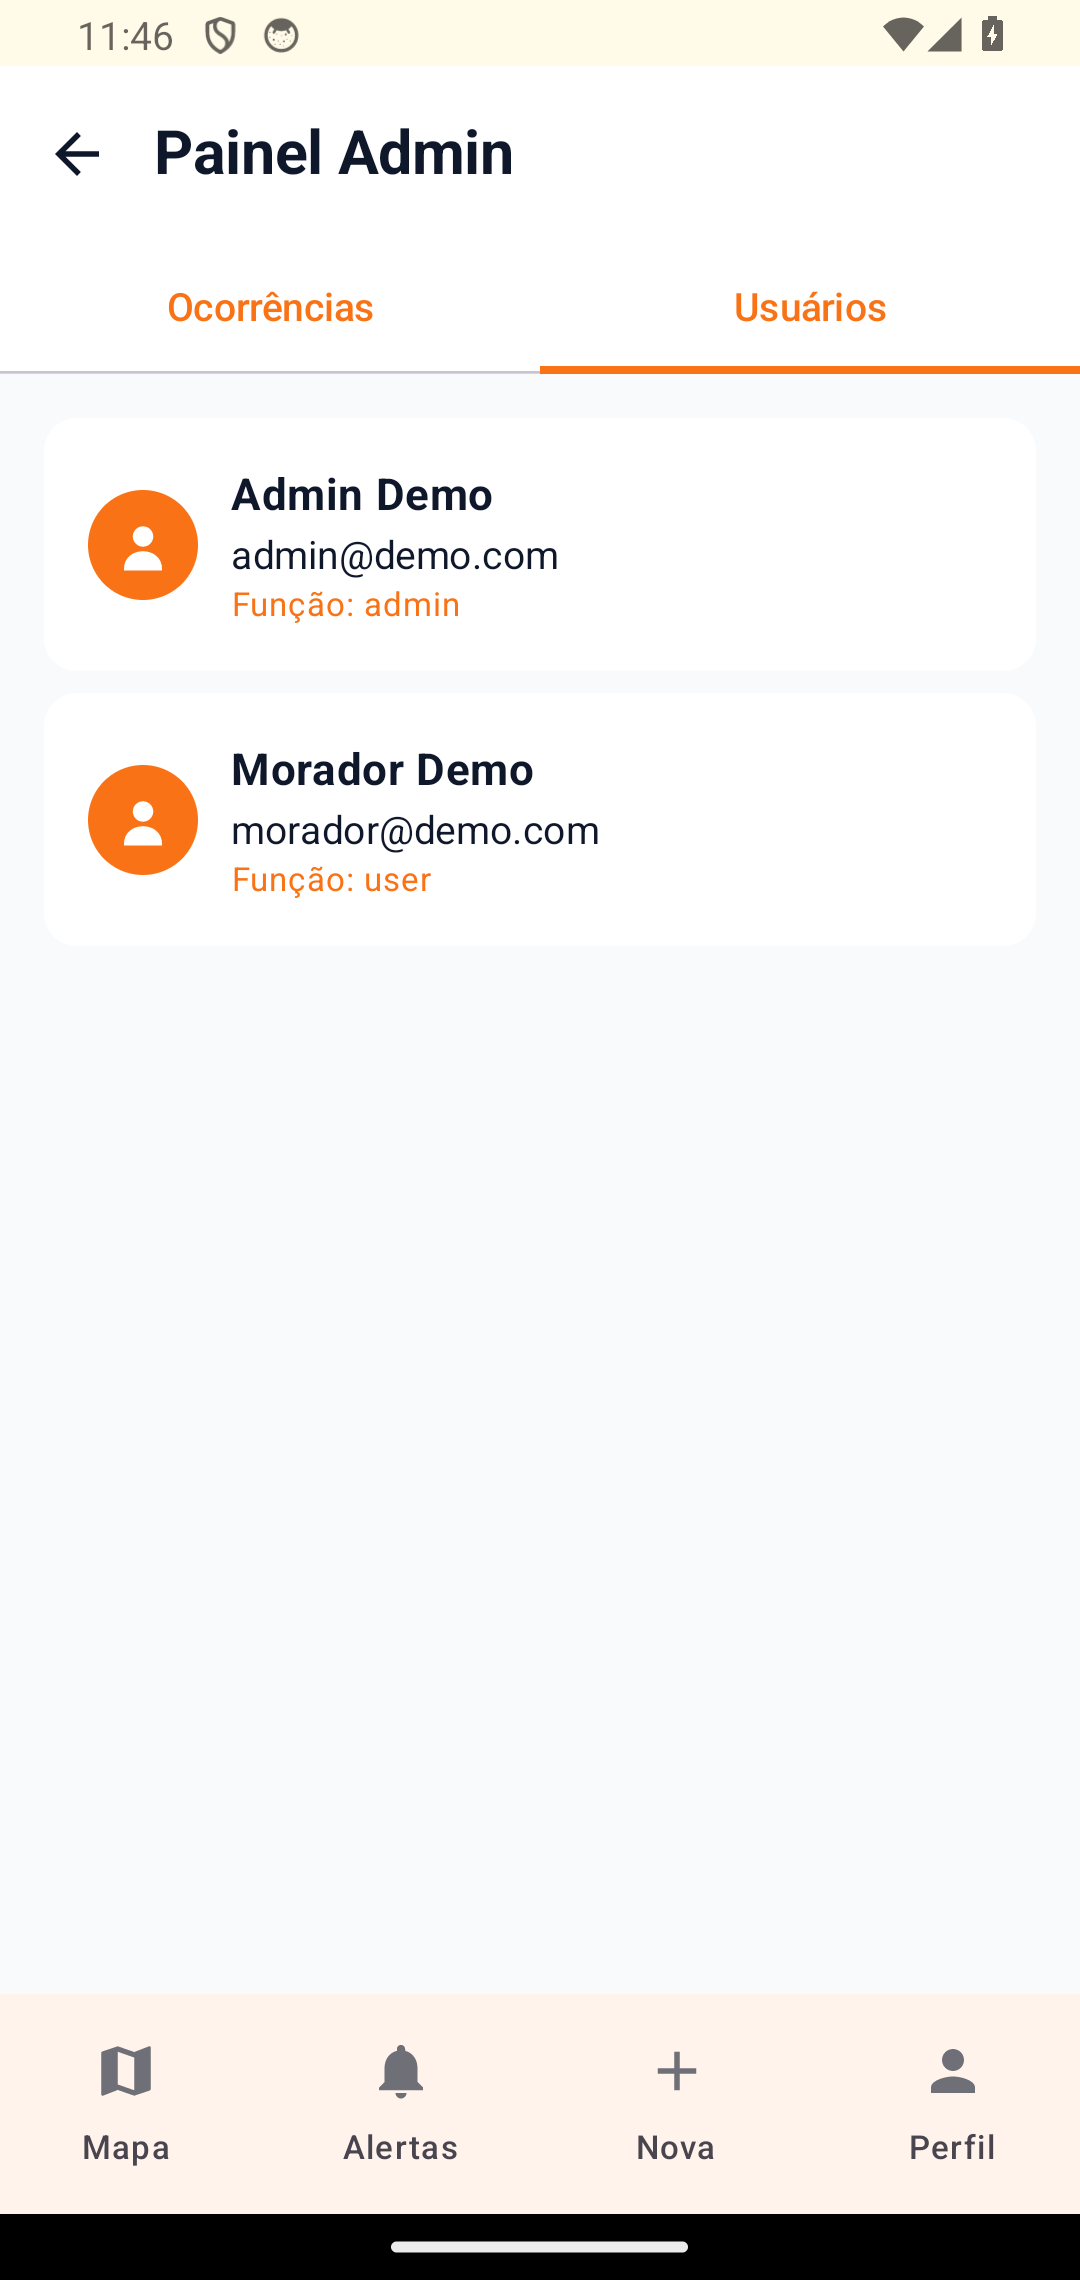 11:46
Painel Admin
Ocorrências
Usuários
Admin Demo
admin@demo.com
Função: admin
Morador Demo
morador@demo.com
Função: user
Mapa
Alertas
Nova
Perfil